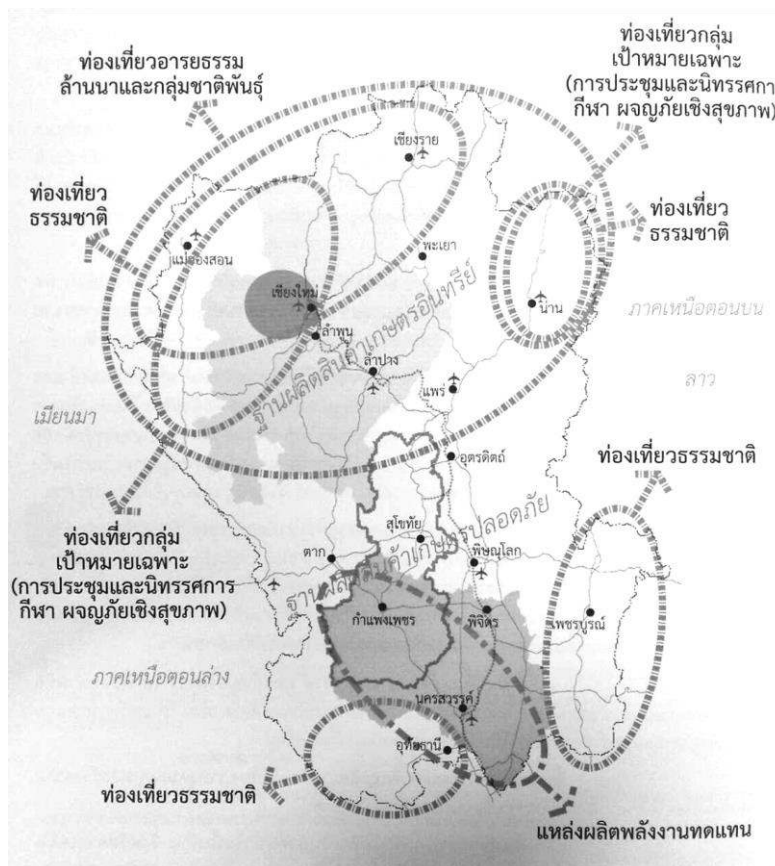 ท่องเที่ยวอารยธรรม
ล้านนาและกลุ่มชาติพันธุ์
ท่องเที่ยวกลุ่ม
เป้าหมายเฉพาะ
(การประชุมและนิทรรศกา
กีฬา ผจญภัยเชิงสุขภาพ)
เชียงราย
ท่องเที่ยว
ธรรมชาติ
ท่องเที่ยว
ธรรมชาติ
แม่ฮ่องสอน
พะเยา
เชียงใหม่
น่าน
ภาคเหนือตอนบน
ลำพูน
ฐานผลิตสินค้าเกษตรอินทรีย์
ลำปาง
แพร่
ลาว
เมียนมา
อุตรดิตถ์
ท่องเที่ยวธรรมชาติ
ท่องเที่ยวกลุ่ม
เป้าหมายเฉพาะ
(การประชุมและนิทรรศการ
กีฬา ผจญภัยเชิงสุขภาพ)
สุโขทัย
ตาก
ฐานผลิตสินค้าเกษตรปลอดภัย
พิษณุโลก
กำแพงเพชร
พิจิตร
เพชรบูรณ์
ภาคเหนือตอนล่าง
นครสวรรค์
อุทัยธานี
ท่องเที่ยวธรรมชาติ
แหล่งผลิตพลังงานทดแทน